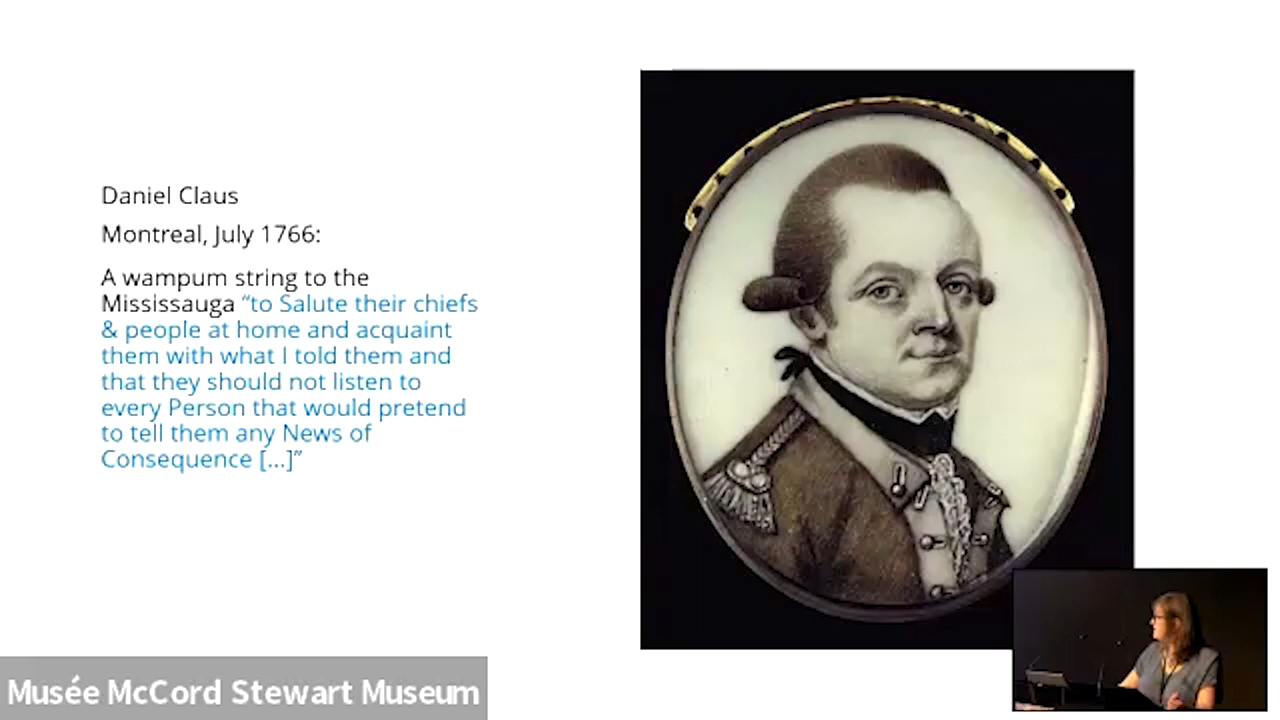 Daniel Claus
Montreal, July 1766:
A wampum string to the
Mississauga “to Salute their chiefs
& people at home and acquaint
them with what I told them and
that they should not listen to
every Person that would pretend
to tell them any News of
Consequence [...]”
Musée McCord Stewart Museum